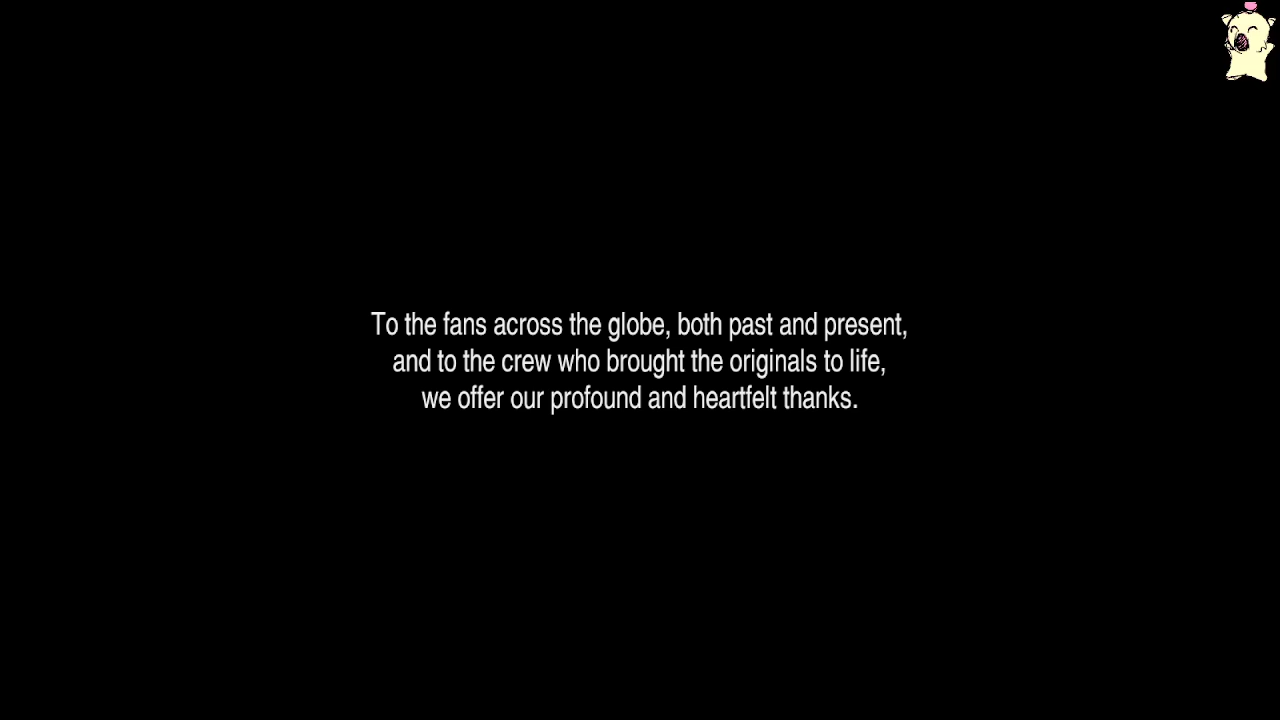 To the fans across the globe, both past and present,
and to the crew who brought the originals to life,
we offer our profound and heartfelt thanks.